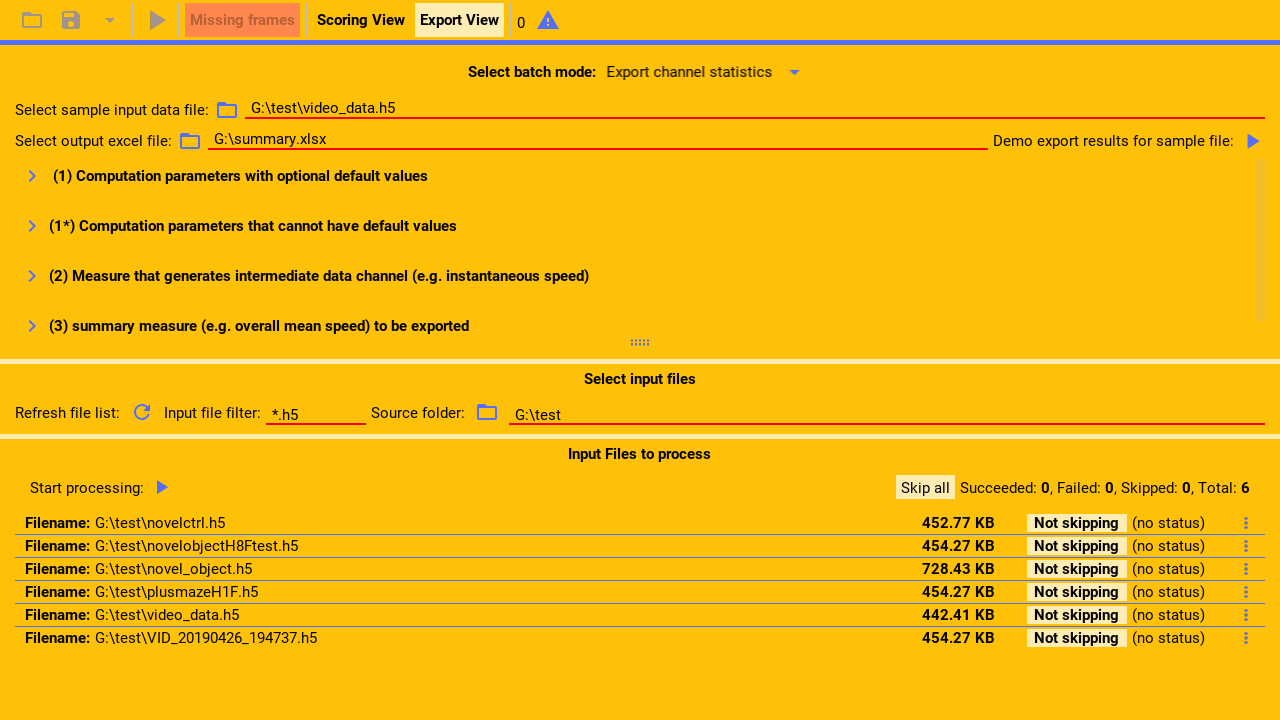 Missing frames Scoring View Export View 0
Select batch mode: Export channel statistics
Select sample input data file: G:\test\video_data.h5
Select output excel file: G:\summary.xlsx Demo export results for sample file:
(1) Computation parameters with optional default values
(1*) Computation parameters that cannot have default values
(2) Measure that generates intermediate data channel (e.g. instantaneous speed)
(3) summary measure (e.g. overall mean speed) to be exported
Select input files
Refresh file list: Input file filter: *.h5 Source folder: G:\test
Input Files to process
Start processing: Skip all Succeeded: 0, Failed: 0, Skipped: 0, Total: 6
Filename: G:\test\novelctrl.h5 452.77 KB Not skipping (no status)
Filename: G:\test\novelobjectH8Ftest.h5 454.27 KB Not skipping (no status)
Filename: G:\test\novel_object.h5 728.43 KB Not skipping (no status)
Filename: G:\test\plusmazeH1F.h5 454.27 KB Not skipping (no status)
Filename: G:\test\video_data.h5 442.41 KB Not skipping (no status)
Filename: G:\test\VID_20190426_194737.h5 454.27 KB Not skipping (no status)